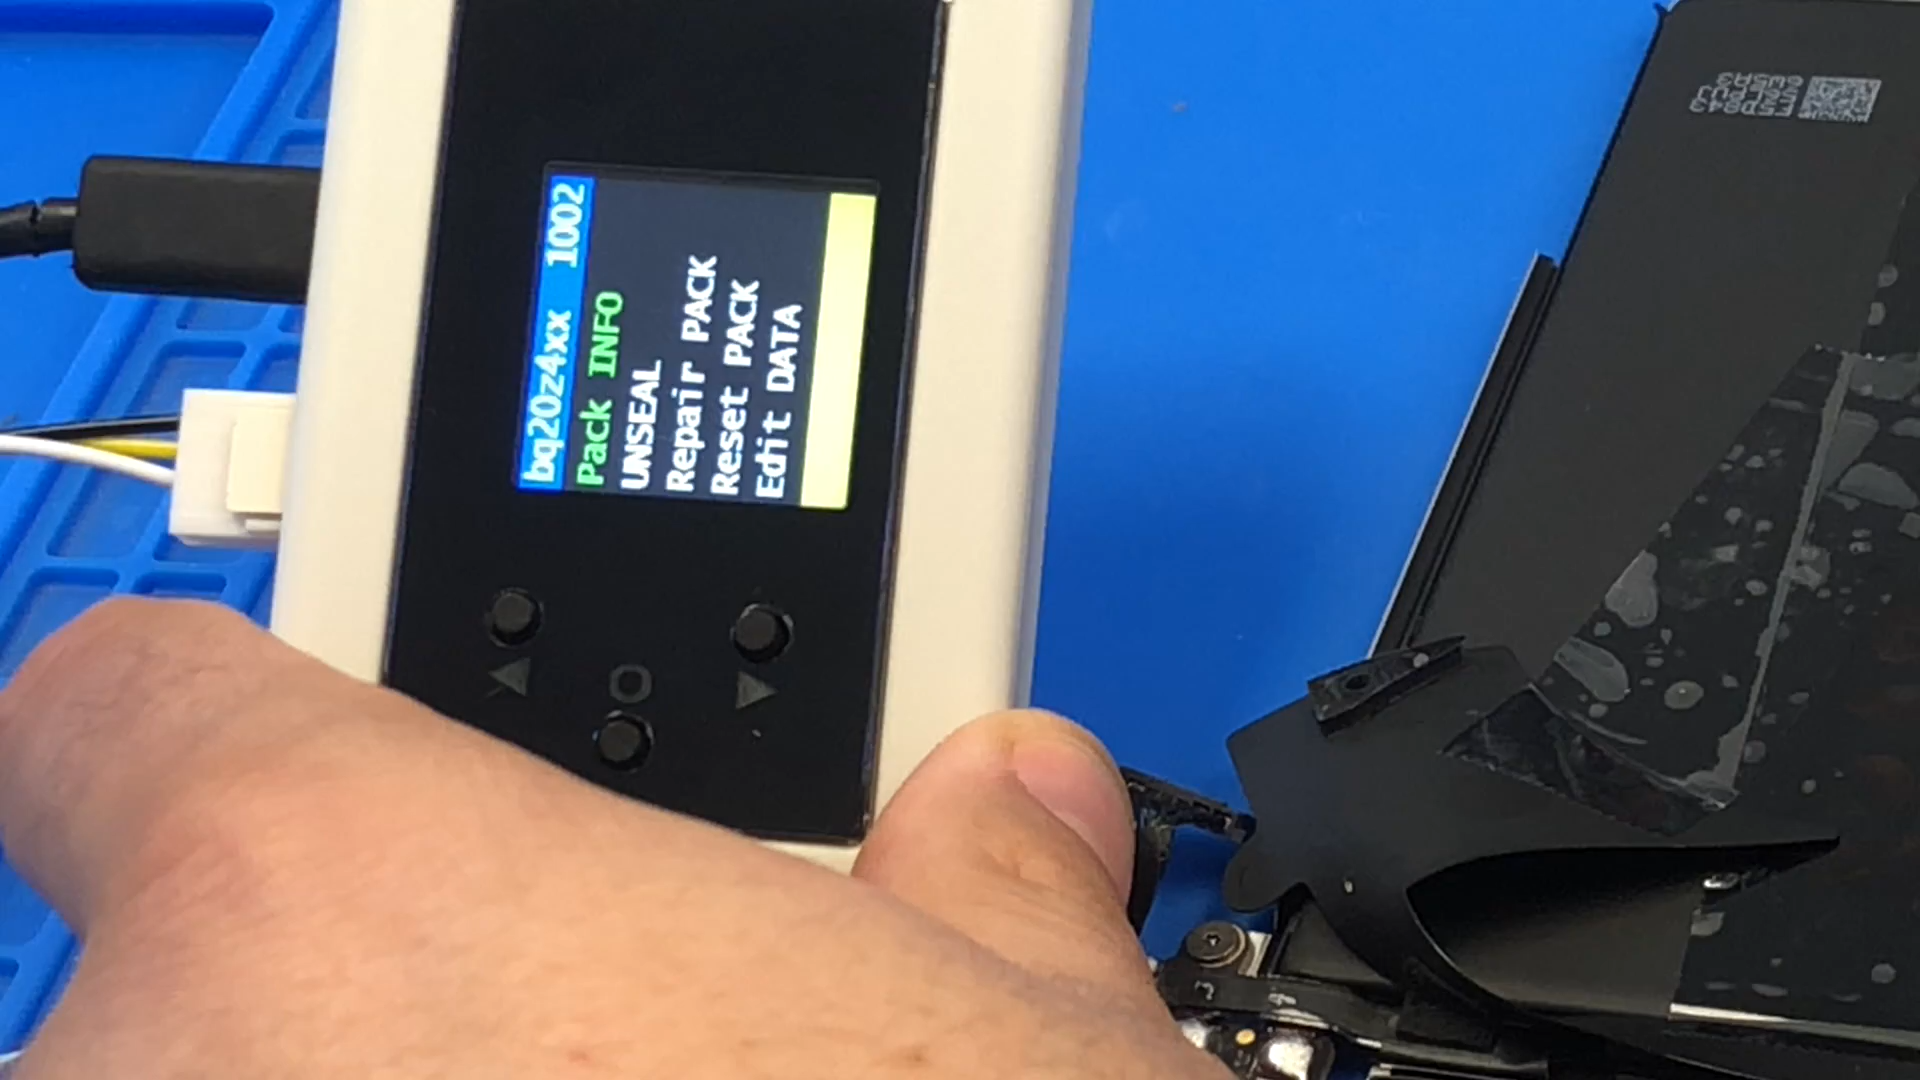 bq20z4xx 1002
Pack INFO
UNSEAL
Repair PACK
Reset PACK
Edit DATA